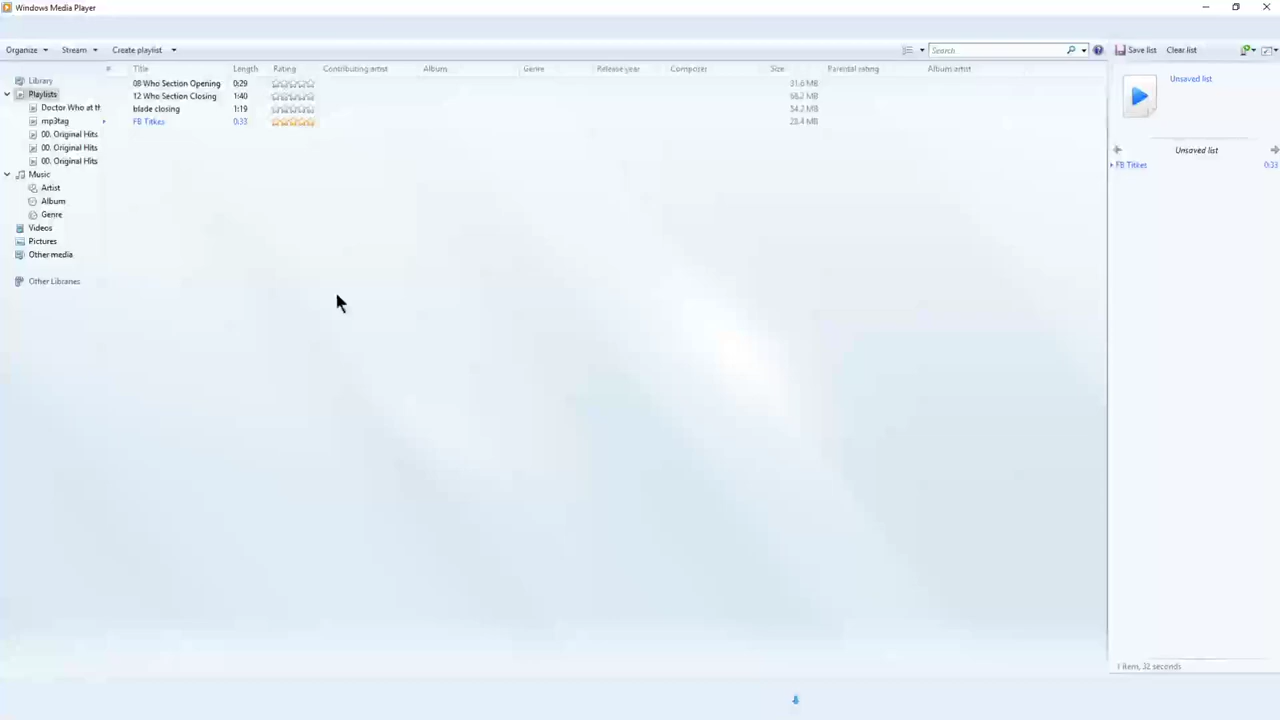 Windows Media Player
Organize Stream Create playlist Search Save list Clear list
Title Length Rating Contributing artist Album Genre Release year Composer Size Parental rating Album artist
Library
Playlists
Doctor Who at th
mp3tag
00. Original Hits
00. Original Hits
00. Original Hits
Music
Artist
Album
Genre
Videos
Pictures
Other media
Other Libraries
08 Who Section Opening 0:29 31.6 MB
12 Who Section Closing 1:40 68.2 MB
blade closing 1:19 54.2 MB
FB Titkes 0:33 28.4 MB
Unsaved list
Unsaved list
FB Titkes 0:33
1 item, 32 seconds